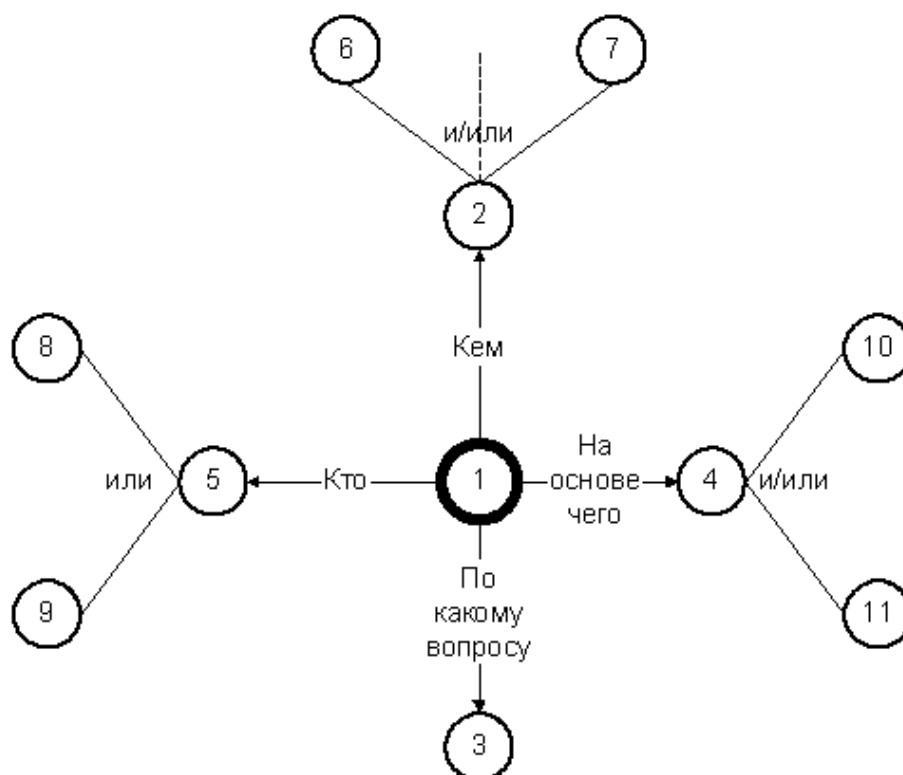 6
7
и/или
2
8
Кем
10
или
5
Кто
1
На
основе
чего
4
и/или
9
По
какому
вопросу
11
3